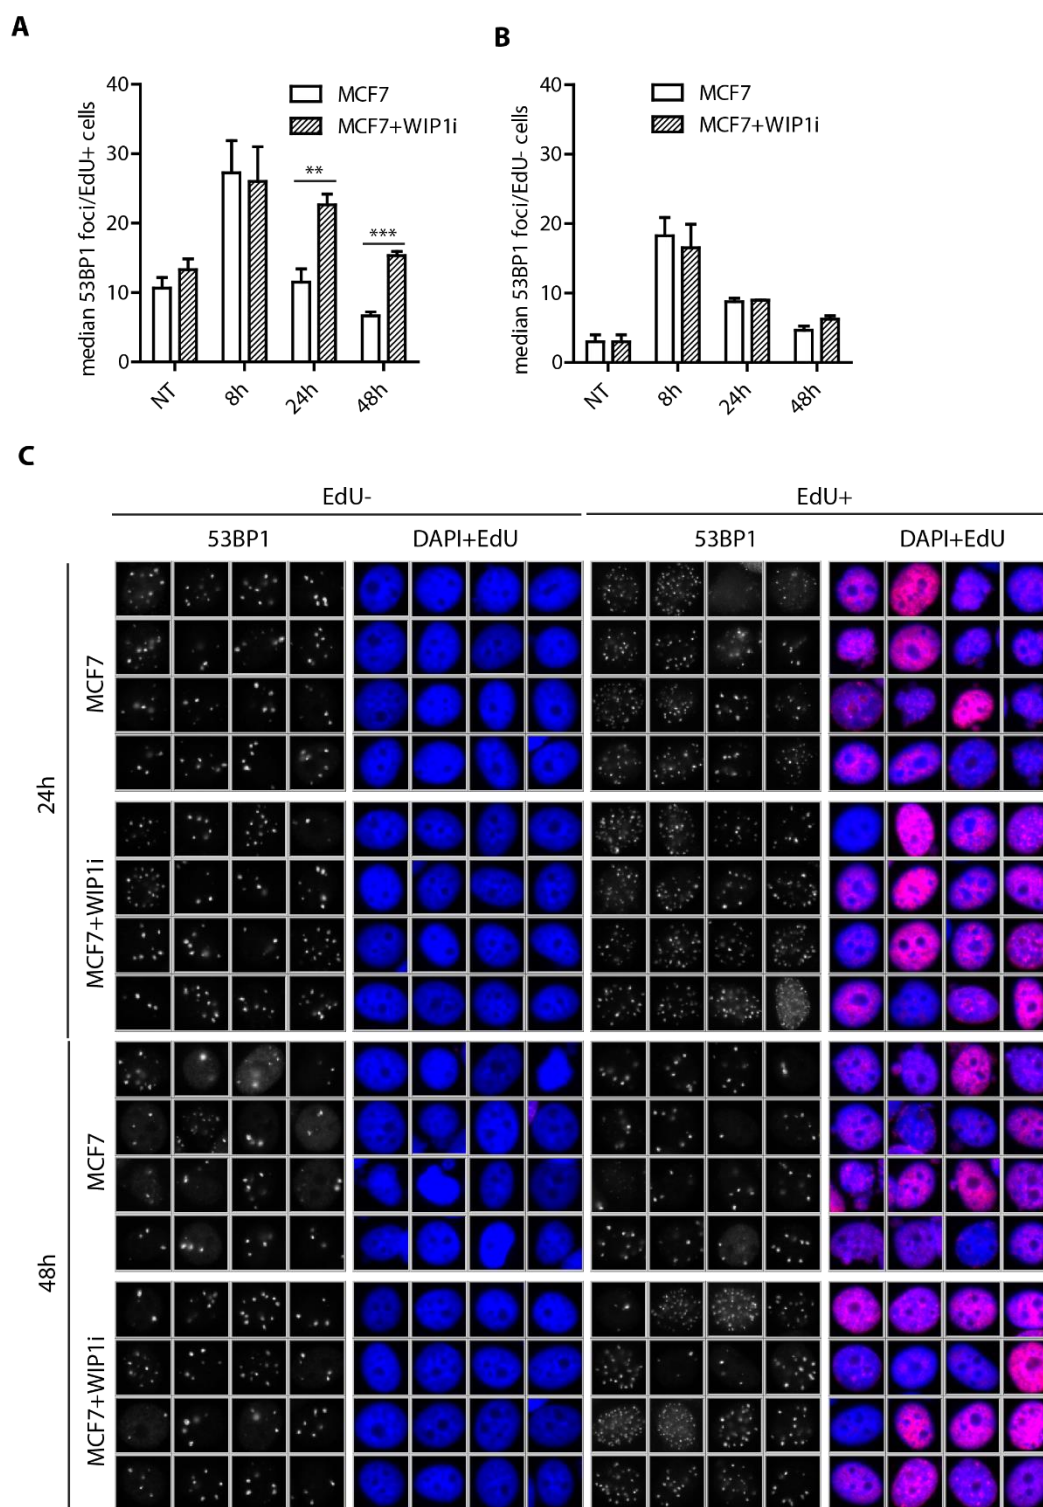 A
median 53BP1 foci/EdU+ cells
40
30
20
10
0
MCF7
MCF7+WIP1i
**
***
NT
8h
24h
48h
B
median 53BP1 foci/EdU- cells
40
30
20
10
0
MCF7
MCF7+WIP1i
NT
8h
24h
48h
C
EdU-
EdU+
53BP1
DAPI+EdU
53BP1
DAPI+EdU
24h
MCF7
MCF7+WIP1i
48h
MCF7
MCF7+WIP1i